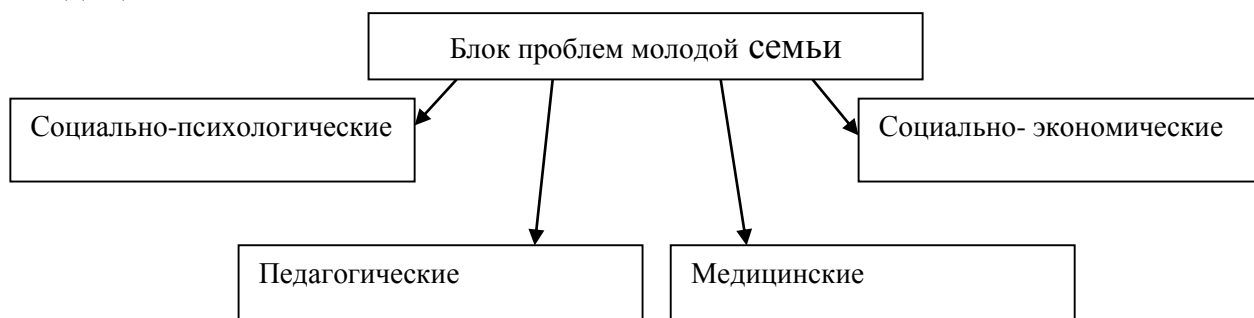 Блок проблем молодой семьи
Социально-психологические
Социально- экономические
Педагогические
Медицинские